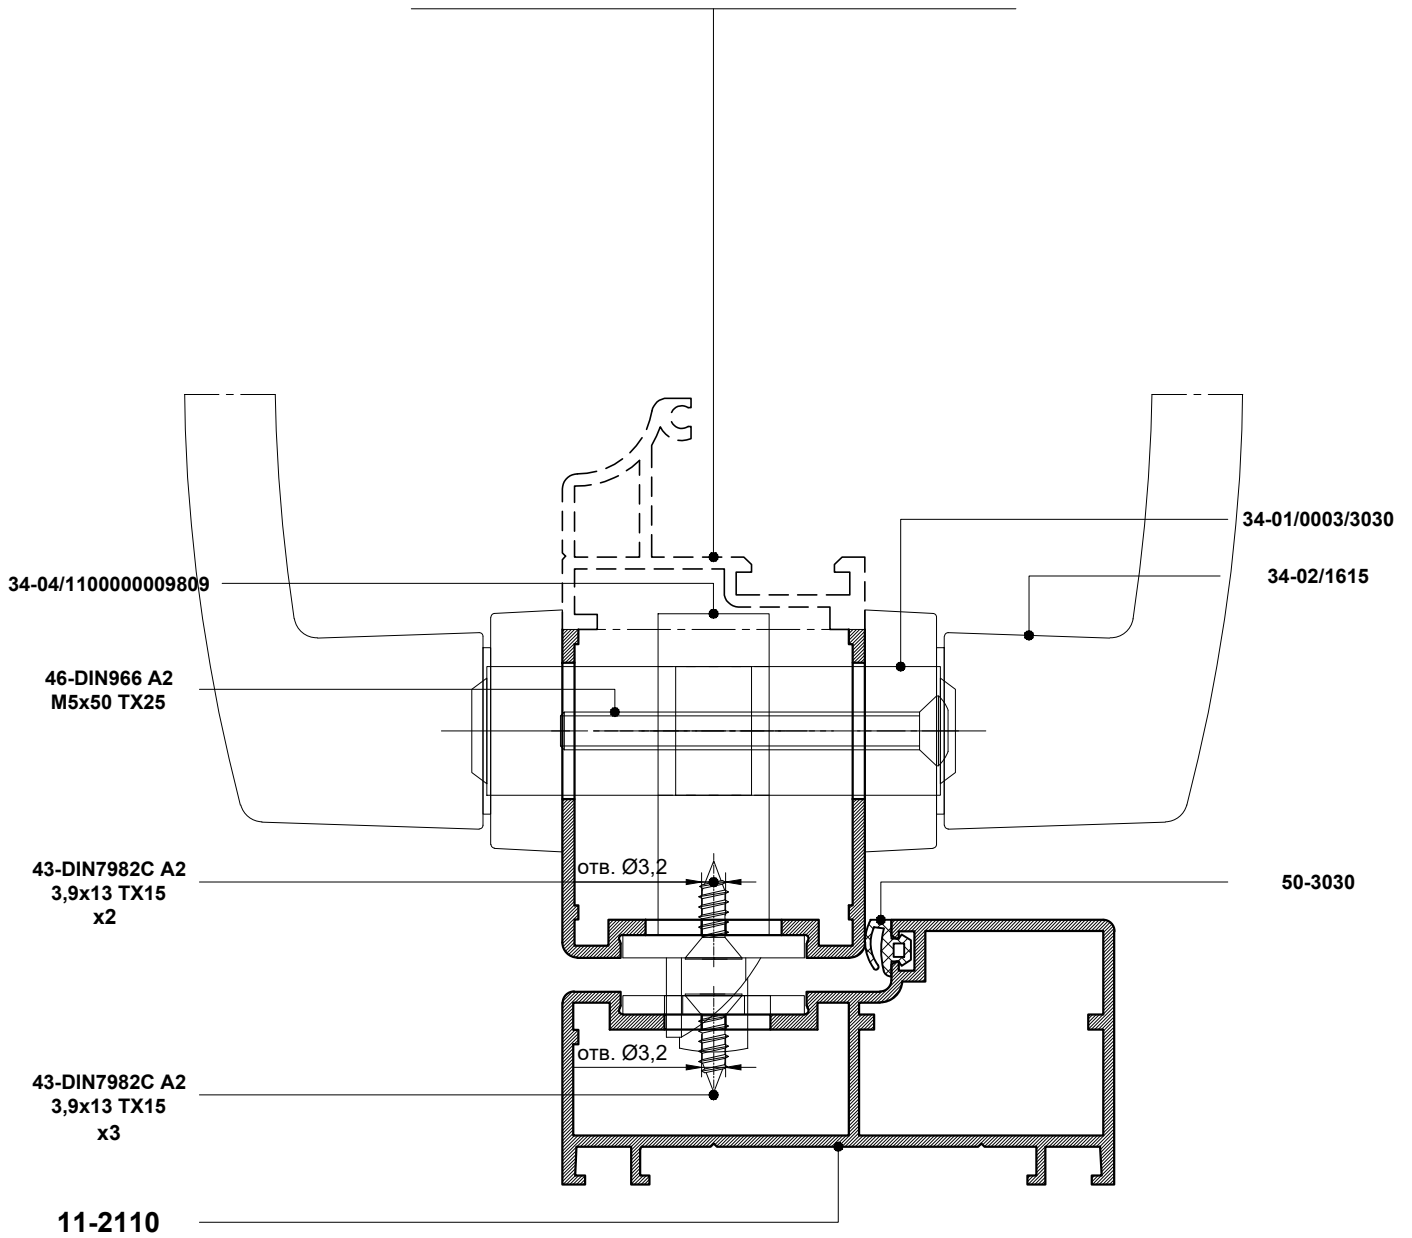 34-01/0003/3030
34-04/1100000009809
34-02/1615
46-DIN966 A2
M5x50 TX25
43-DIN7982C A2
3,9x13 TX15
x2
отв. Ø3,2
50-3030
отв. Ø3,2
43-DIN7982C A2
3,9x13 TX15
x3
11-2110